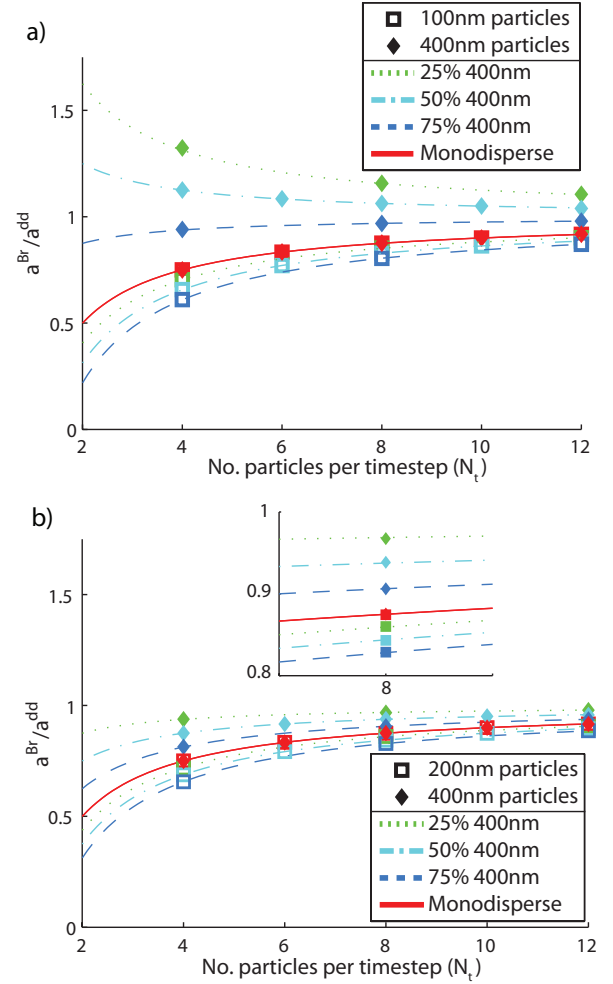 a)
100nm particles
400nm particles
25% 400nm
50% 400nm
75% 400nm
Monodisperse
1.5
1
0.5
0
a^Br/a^dd
2 4 6 8 10 12
No. particles per timestep (N_t)
b)
1
0.9
0.8
8
1.5
1
0.5
0
a^Br/a^dd
200nm particles
400nm particles
25% 400nm
50% 400nm
75% 400nm
Monodisperse
2 4 6 8 10 12
No. particles per timestep (N_t)